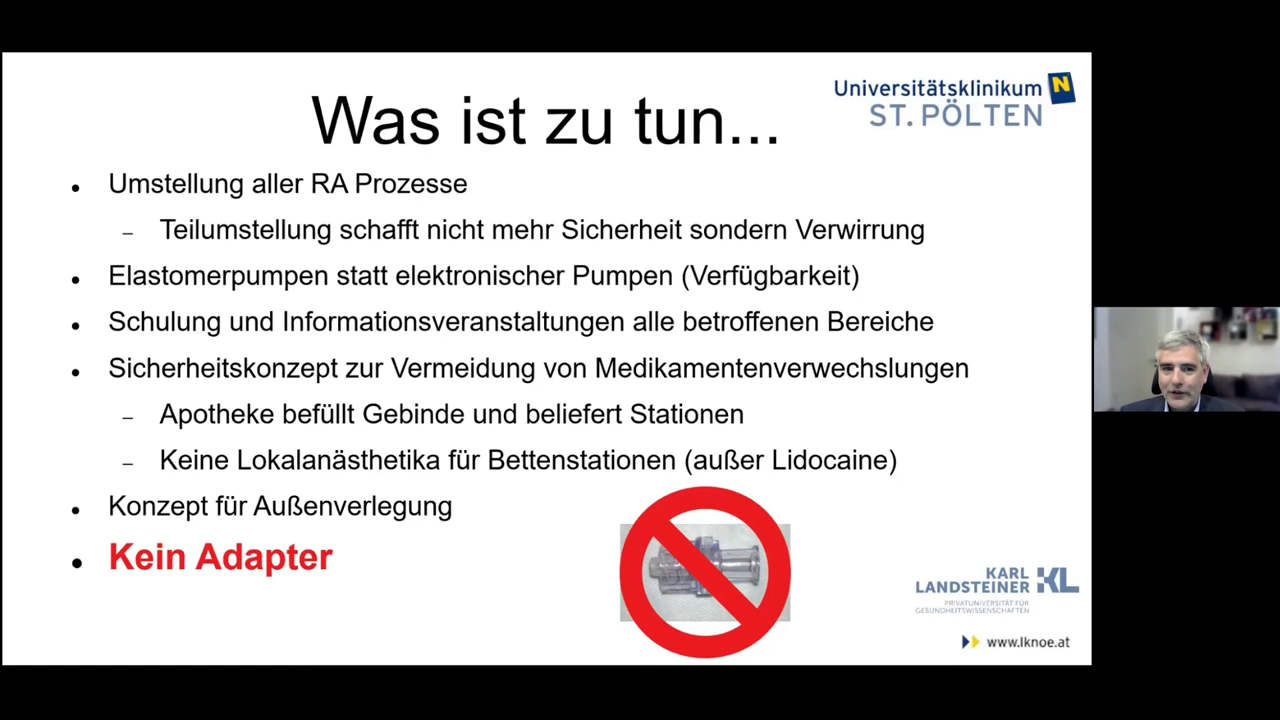 Was ist zu tun...
Universitätsklinikum N
ST. PÖLTEN
• Umstellung aller RA Prozesse
– Teilumstellung schafft nicht mehr Sicherheit sondern Verwirrung
• Elastomerpumpen statt elektronischer Pumpen (Verfügbarkeit)
• Schulung und Informationsveranstaltungen alle betroffenen Bereiche
• Sicherheitskonzept zur Vermeidung von Medikamentenverwechslungen
– Apotheke befüllt Gebinde und beliefert Stationen
– Keine Lokalanästhetika für Bettenstationen (außer Lidocaine)
• Konzept für Außenverlegung
• Kein Adapter
KARL
LANDSTEINER KL
PRIVATUNIVERSITÄT FÜR
GESUNDHEITSWISSENSCHAFTEN
www.lknoe.at